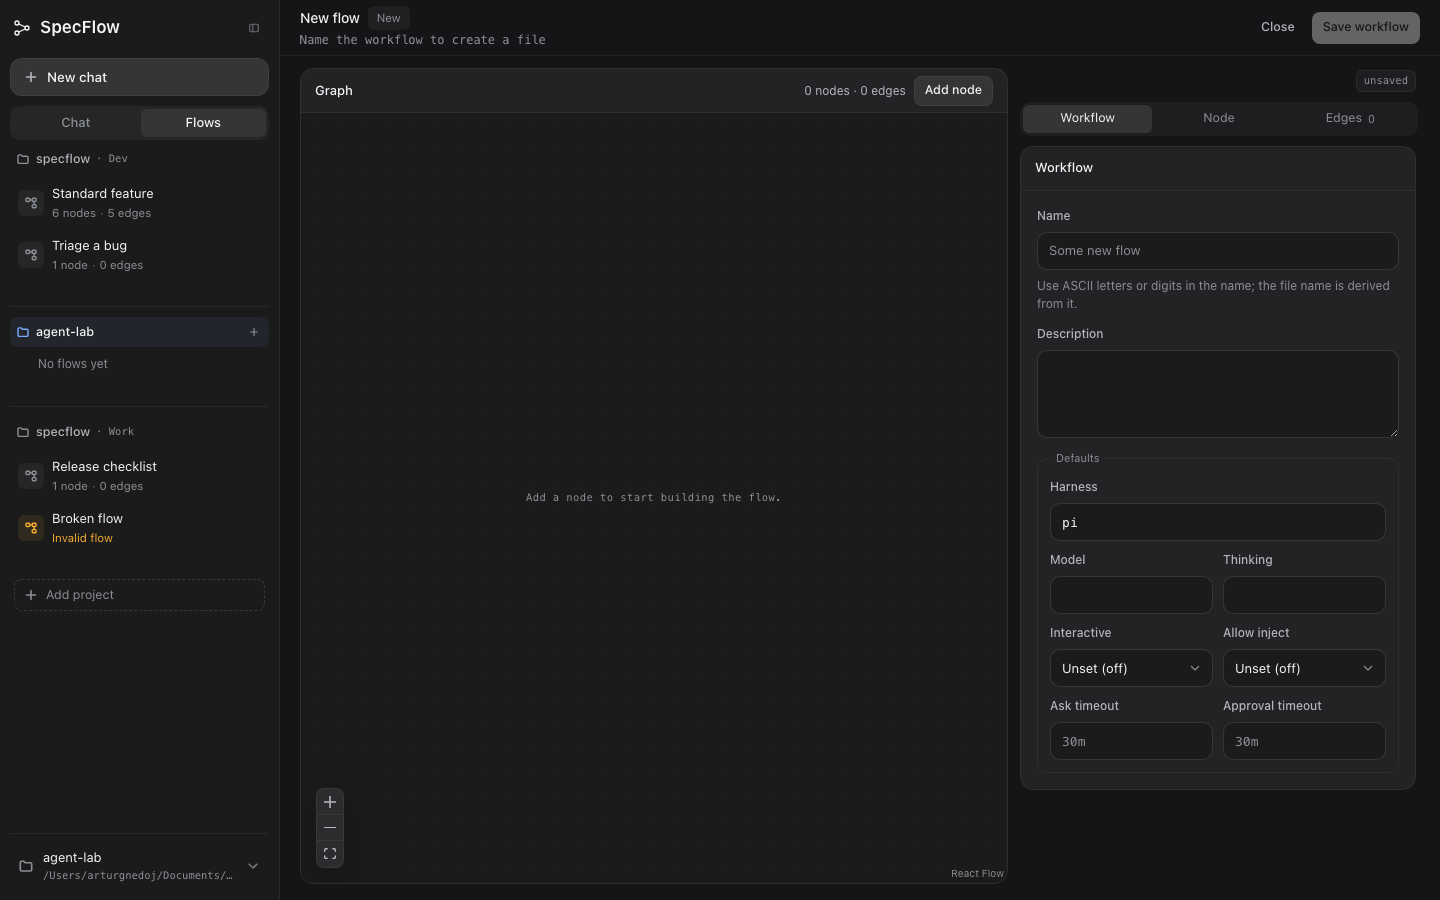 SpecFlow
New chat
Chat
Flows
specflow · Dev
Standard feature
6 nodes · 5 edges
Triage a bug
1 node · 0 edges
agent-lab
No flows yet
specflow · Work
Release checklist
1 node · 0 edges
Broken flow
Invalid flow
Add project
agent-lab
/Users/arturgnedoj/Documents/…
New flow New
Name the workflow to create a file
Close
Save workflow
Graph
0 nodes · 0 edges
Add node
Add a node to start building the flow.
React Flow
unsaved
Workflow
Node
Edges 0
Workflow
Name
Some new flow
Use ASCII letters or digits in the name; the file name is derived
from it.
Description
Defaults
Harness
pi
Model
Thinking
Interactive
Allow inject
Unset (off)
Unset (off)
Ask timeout
Approval timeout
30m
30m